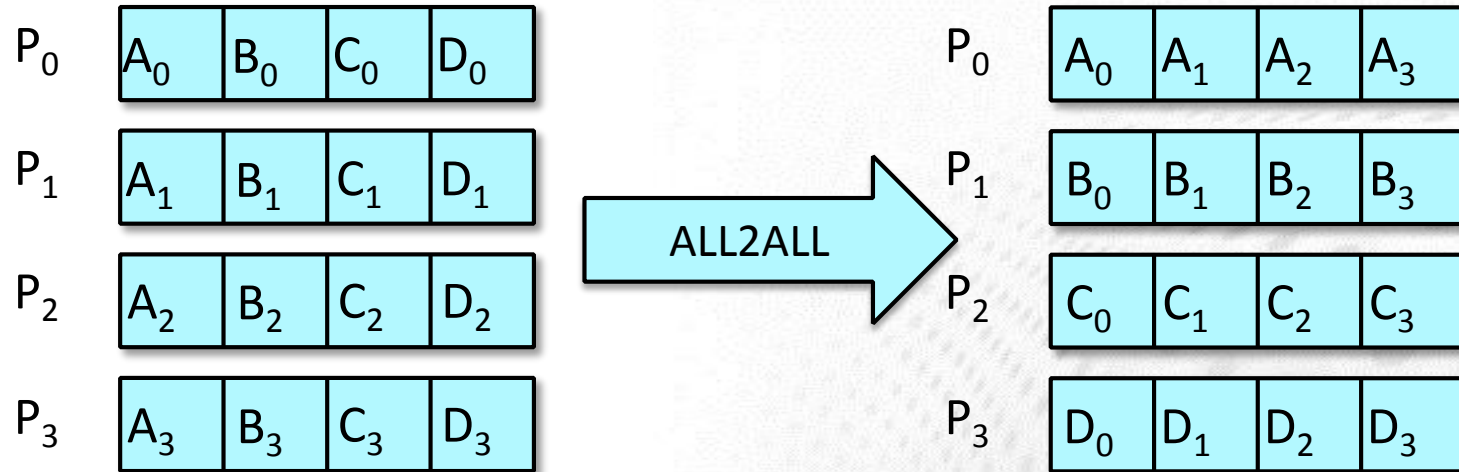 P₀ A₀ B₀ C₀ D₀ P₀ A₀ A₁ A₂ A₃
P₁ A₁ B₁ C₁ D₁ P₁ B₀ B₁ B₂ B₃
ALL2ALL
P₂ A₂ B₂ C₂ D₂ P₂ C₀ C₁ C₂ C₃
P₃ A₃ B₃ C₃ D₃ P₃ D₀ D₁ D₂ D₃